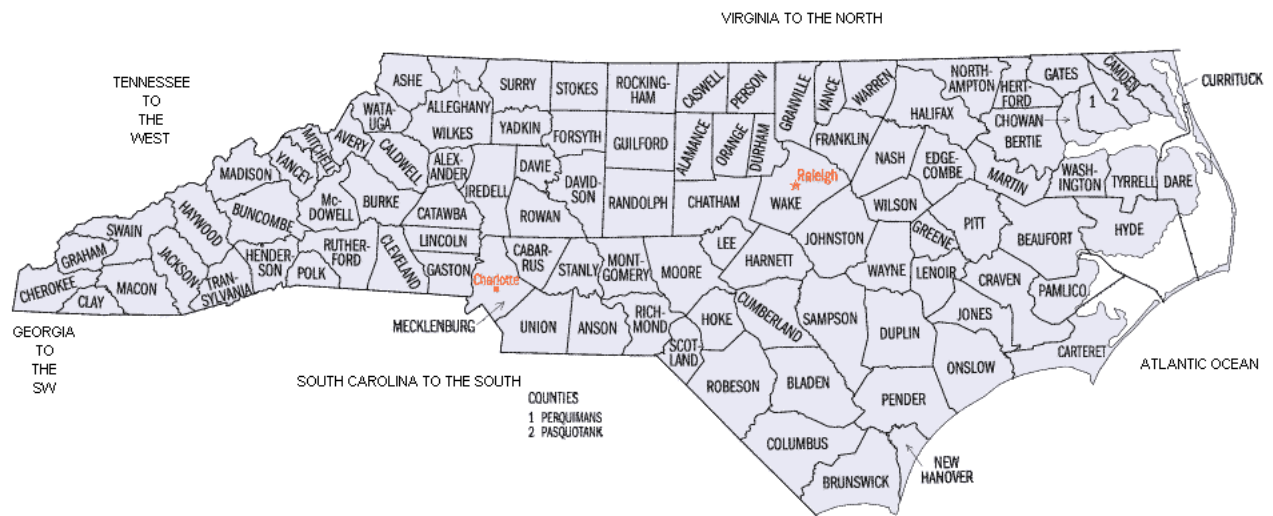 VIRGINIA TO THE NORTH
TENNESSEE
TO
THE
WEST
GEORGIA
TO
THE
SW
SOUTH CAROLINA TO THE SOUTH
ATLANTIC OCEAN
ASHE
ALLEGHANY
SURRY
STOKES
ROCKING-
HAM
CASWELL
PERSON
GRANVILLE
VANCE
WARREN
NORTH-
AMPTON
HERT-
FORD
GATES
CAMDEN
CURRITUCK
1
2
WATA-
UGA
WILKES
YADKIN
FORSYTH
GUILFORD
ALAMANCE
ORANGE
DURHAM
FRANKLIN
HALIFAX
CHOWAN
BERTIE
MITCHELL
AVERY
CALDWELL
ALEX-
ANDER
IREDELL
DAVIE
DAVID-
SON
RANDOLPH
CHATHAM
Raleigh
WAKE
NASH
EDGE-
COMBE
MARTIN
WASH-
INGTON
TYRRELL
DARE
MADISON
YANCEY
McDOWELL
BURKE
CATAWBA
ROWAN
WILSON
PITT
BEAUFORT
HYDE
HAYWOOD
BUNCOMBE
RUTHER-
FORD
CLEVELAND
LINCOLN
GASTON
CABAR-
RUS
STANLY
MONT-
GOMERY
MOORE
LEE
HARNETT
JOHNSTON
WAYNE
GREENE
LENOIR
CRAVEN
PAMLICO
SWAIN
GRAHAM
CHEROKEE
CLAY
MACON
JACKSON
TRAN-
SYLVANIA
HENDER-
SON
POLK
Charlotte
MECKLENBURG
UNION
ANSON
RICH-
MOND
SCOT-
LAND
HOKE
CUMBERLAND
SAMPSON
DUPLIN
JONES
ONSLOW
CARTERET
ROBESON
BLADEN
PENDER
COLUMBUS
BRUNSWICK
NEW
HANOVER
COUNTIES
1 PERQUIMANS
2 PASQUOTANK